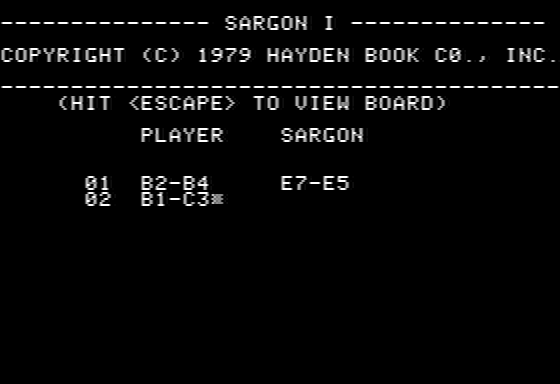 --------------- SARGON I --------------
COPYRIGHT (C) 1979 HAYDEN BOOK C0., INC.
----------------------------------------
(HIT <ESCAPE> TO VIEW BOARD)
PLAYER SARGON
01 B2-B4 E7-E5
02 B1-C3